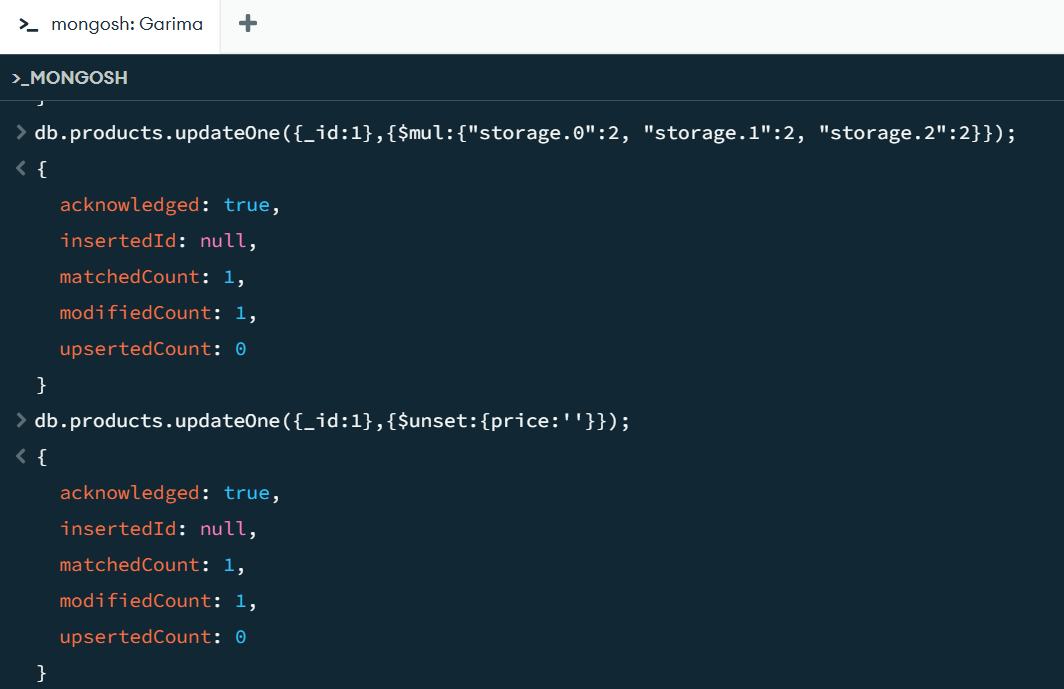 >_ mongosh: Garima +
>_MONGOSH
}
> db.products.updateOne({_id:1},{$mul:{"storage.0":2, "storage.1":2, "storage.2":2}});
< {
acknowledged: true,
insertedId: null,
matchedCount: 1,
modifiedCount: 1,
upsertedCount: 0
}
> db.products.updateOne({_id:1},{$unset:{price:''}});
< {
acknowledged: true,
insertedId: null,
matchedCount: 1,
modifiedCount: 1,
upsertedCount: 0
}